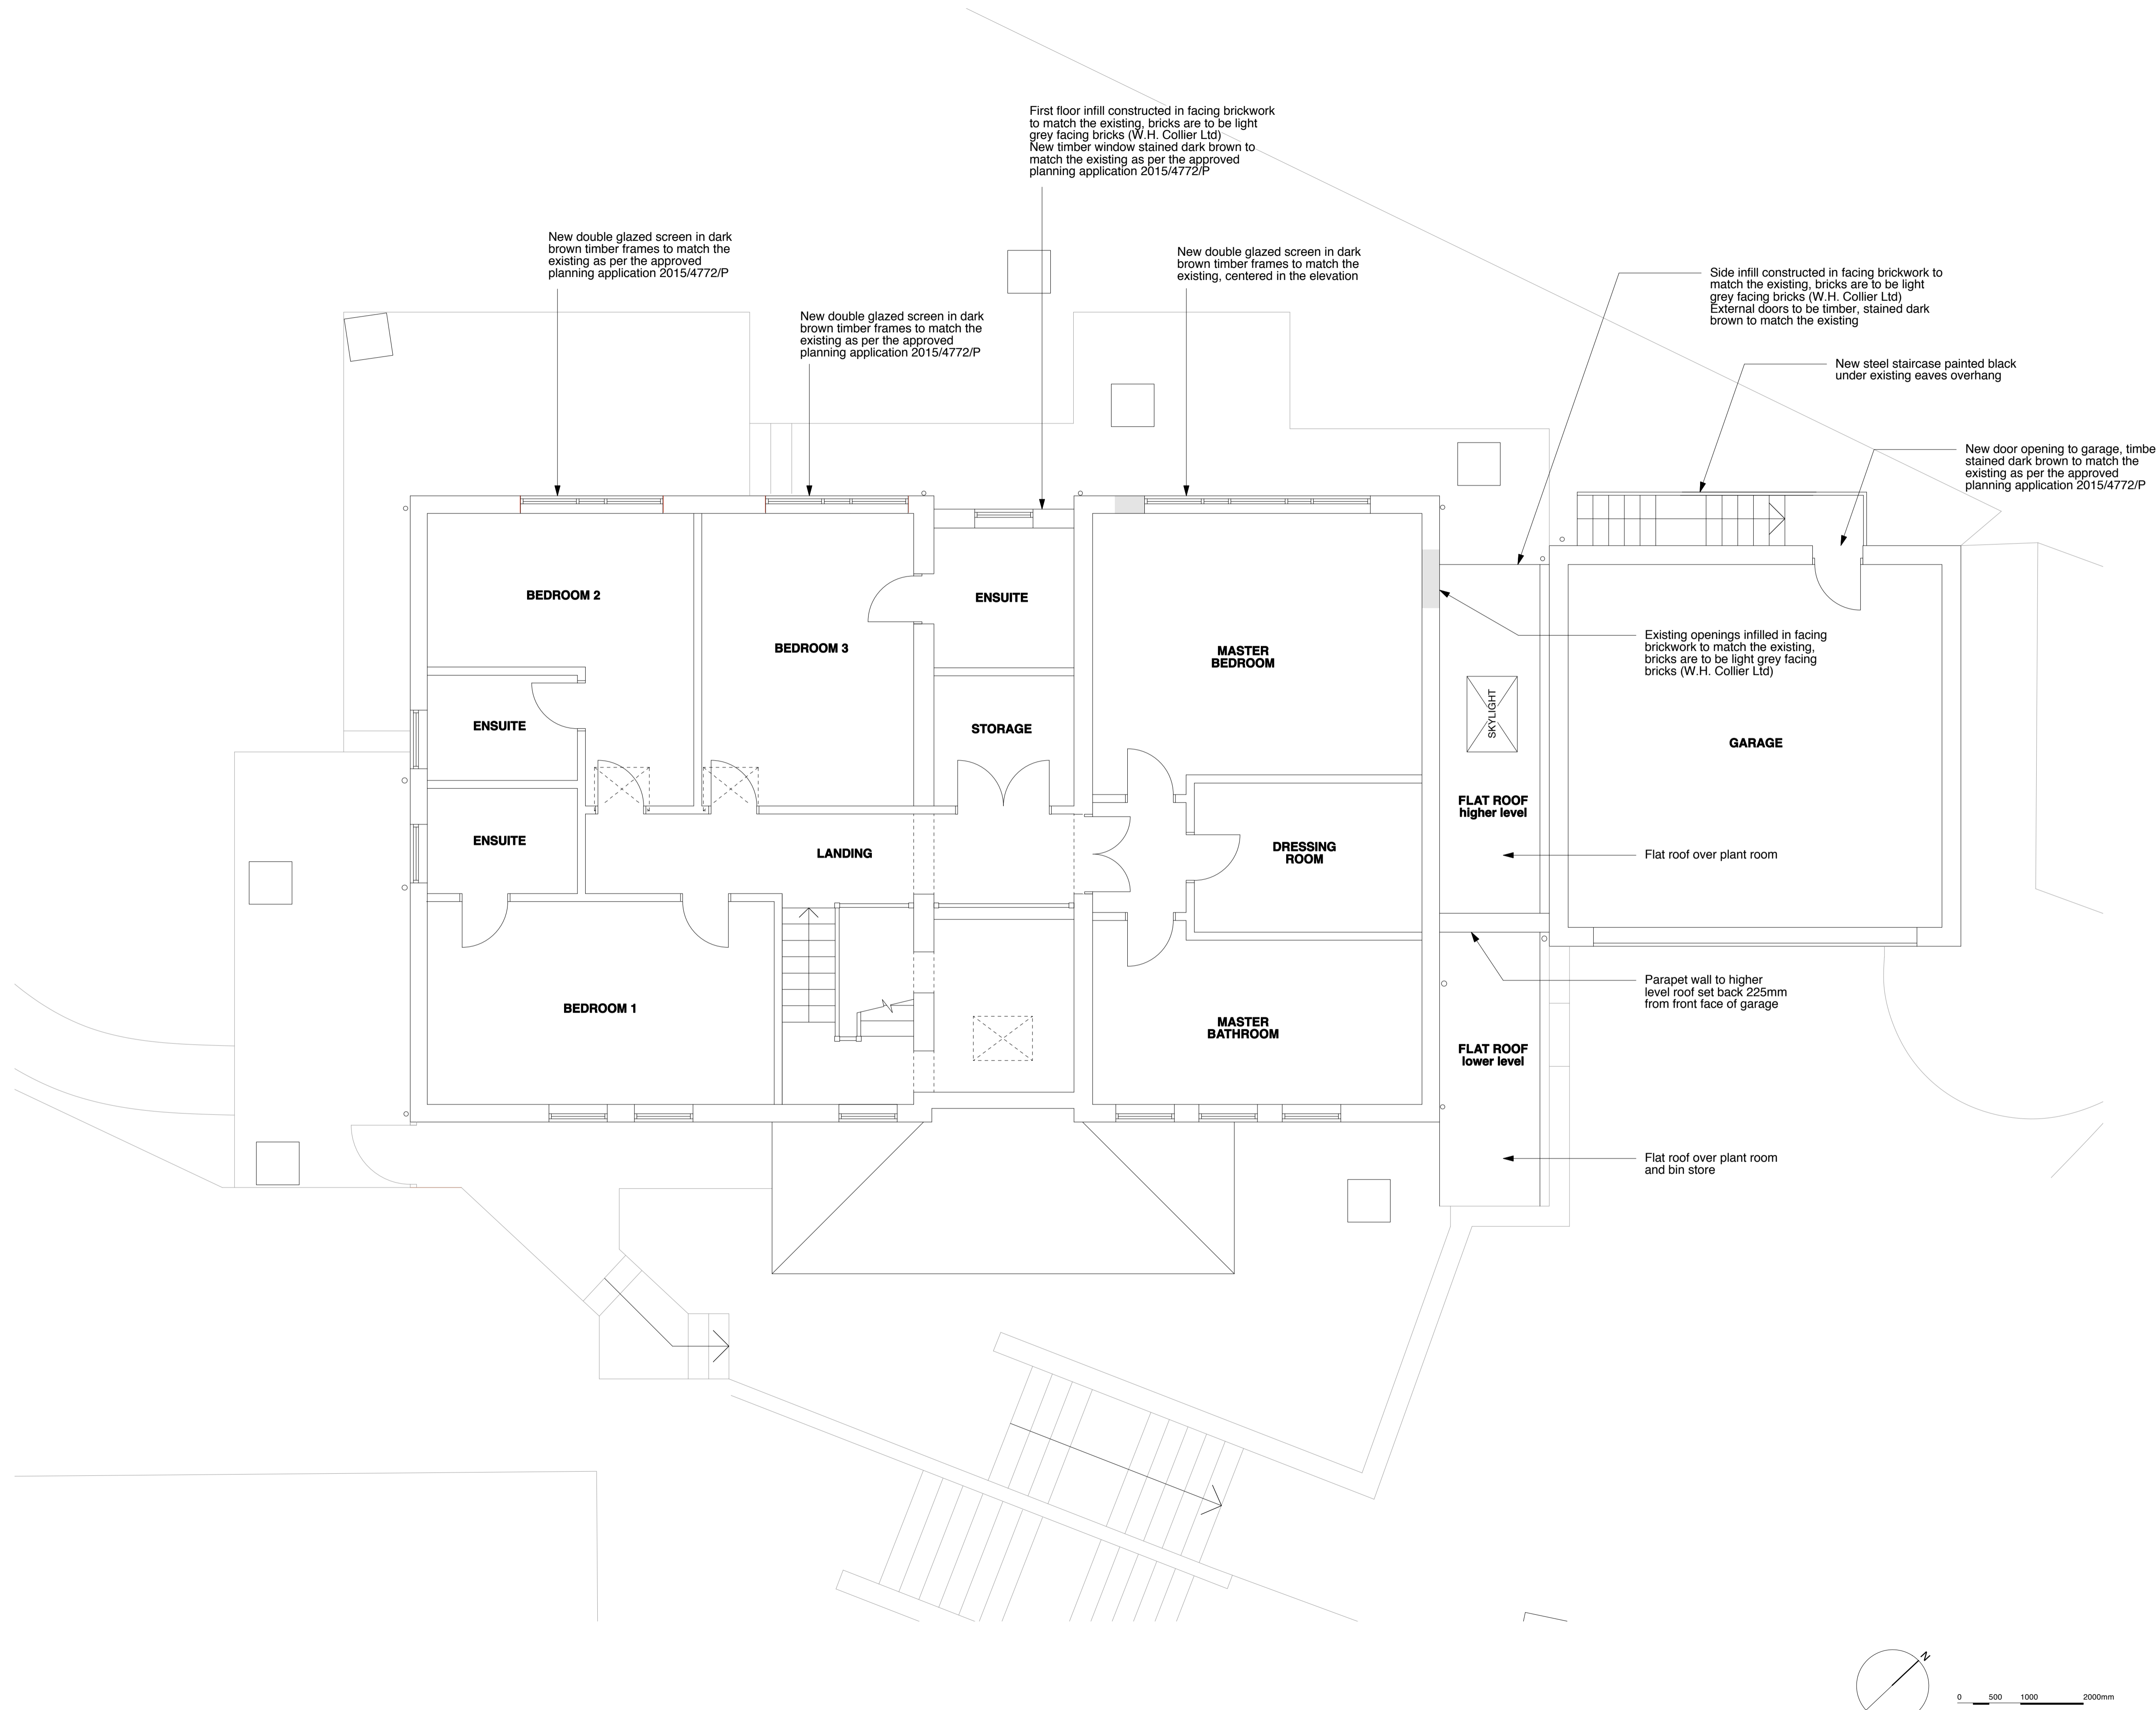 First floor infill constructed in facing brickwork
to match the existing, bricks are to be light
grey facing bricks (W.H. Collier Ltd)
New timber window stained dark brown to
match the existing as per the approved
planning application 2015/4772/P
New double glazed screen in dark
brown timber frames to match the
existing as per the approved
planning application 2015/4772/P
New double glazed screen in dark
brown timber frames to match the
existing, centered in the elevation
Side infill constructed in facing brickwork to
match the existing, bricks are to be light
grey facing bricks (W.H. Collier Ltd)
External doors to be timber, stained dark
brown to match the existing
New double glazed screen in dark
brown timber frames to match the
existing as per the approved
planning application 2015/4772/P
New steel staircase painted black
under existing eaves overhang
New door opening to garage, timbe
stained dark brown to match the
existing as per the approved
planning application 2015/4772/P
BEDROOM 2
BEDROOM 3
ENSUITE
MASTER
BEDROOM
Existing openings infilled in facing
brickwork to match the existing,
bricks are to be light grey facing
bricks (W.H. Collier Ltd)
ENSUITE
STORAGE
SKYLIGHT
GARAGE
FLAT ROOF
higher level
ENSUITE
LANDING
DRESSING
ROOM
Flat roof over plant room
BEDROOM 1
MASTER
BATHROOM
Parapet wall to higher
level roof set back 225mm
from front face of garage
FLAT ROOF
lower level
Flat roof over plant room
and bin store
N
0 500 1000 2000mm